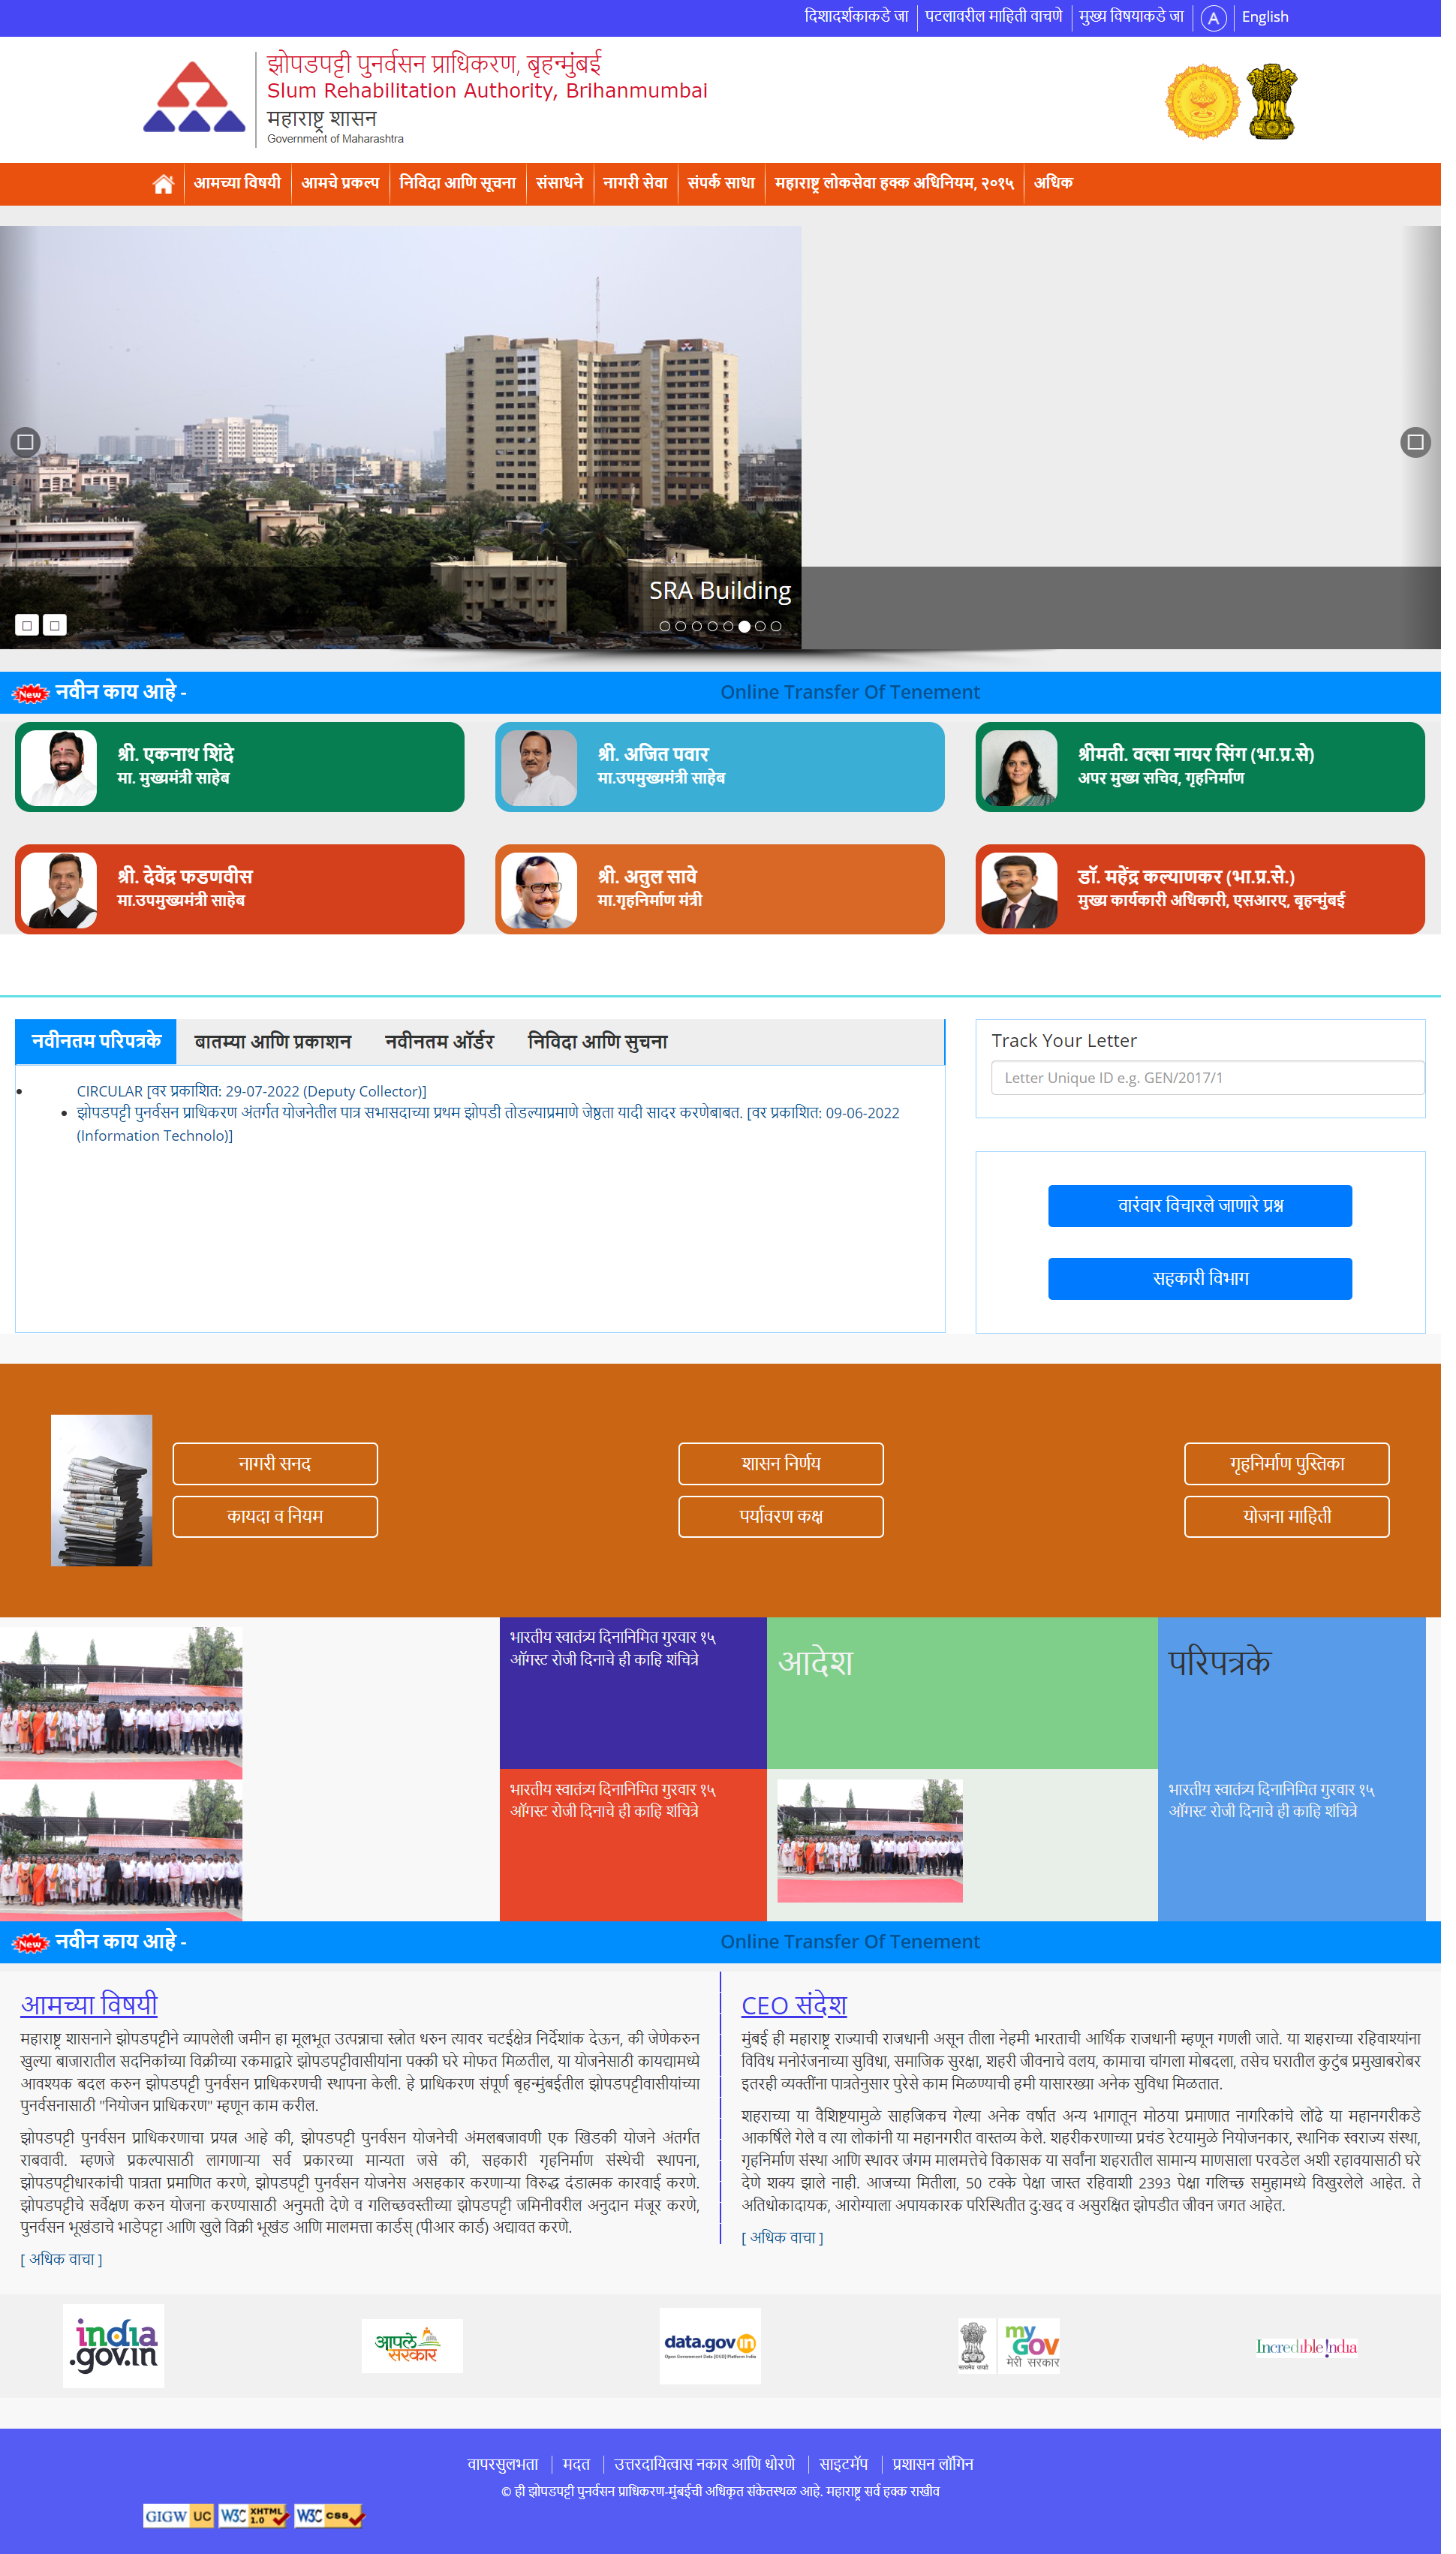 दिशादर्शकाकडे जा पटलावरील माहिती वाचणे मुख्य विषयाकडे जा A English
झोपडपट्टी पुनर्वसन प्राधिकरण, बृहन्मुंबई
Slum Rehabilitation Authority, Brihanmumbai
महाराष्ट्र शासन
Government of Maharashtra
आमच्या विषयी आमचे प्रकल्प निविदा आणि सूचना संसाधने नागरी सेवा संपर्क साधा महाराष्ट्र लोकसेवा हक्क अधिनियम, २०१५ अधिक
SRA Building
New नवीन काय आहे - Online Transfer Of Tenement
श्री. एकनाथ शिंदे
मा. मुख्यमंत्री साहेब
श्री. अजित पवार
मा.उपमुख्यमंत्री साहेब
श्रीमती. वल्सा नायर सिंग (भा.प्र.से)
अपर मुख्य सचिव, गृहनिर्माण
श्री. देवेंद्र फडणवीस
मा.उपमुख्यमंत्री साहेब
श्री. अतुल सावे
मा.गृहनिर्माण मंत्री
डॉ. महेंद्र कल्याणकर (भा.प्र.से.)
मुख्य कार्यकारी अधिकारी, एसआरए, बृहन्मुंबई
नवीनतम परिपत्रके बातम्या आणि प्रकाशन नवीनतम ऑर्डर निविदा आणि सुचना
CIRCULAR [वर प्रकाशित: 29-07-2022 (Deputy Collector)]
झोपडपट्टी पुनर्वसन प्राधिकरण अंतर्गत योजनेतील पात्र सभासदाच्या प्रथम झोपडी तोडल्याप्रमाणे जेष्ठता यादी सादर करणेबाबत. [वर प्रकाशित: 09-06-2022
(Information Technolo)]
Track Your Letter
Letter Unique ID e.g. GEN/2017/1
वारंवार विचारले जाणारे प्रश्न
सहकारी विभाग
नागरी सनद शासन निर्णय गृहनिर्माण पुस्तिका
कायदा व नियम पर्यावरण कक्ष योजना माहिती
भारतीय स्वातंत्र्य दिनानिमित गुरवार १५
ऑगस्ट रोजी दिनाचे ही काहि शंचित्रे
आदेश
परिपत्रके
भारतीय स्वातंत्र्य दिनानिमित गुरवार १५
ऑगस्ट रोजी दिनाचे ही काहि शंचित्रे
भारतीय स्वातंत्र्य दिनानिमित गुरवार १५
ऑगस्ट रोजी दिनाचे ही काहि शंचित्रे
New नवीन काय आहे - Online Transfer Of Tenement
आमच्या विषयी
महाराष्ट्र शासनाने झोपडपट्टीने व्यापलेली जमीन हा मूलभूत उत्पन्नाचा स्त्रोत धरुन त्यावर चटईक्षेत्र निर्देशांक देऊन, की जेणेकरुन
खुल्या बाजारातील सदनिकांच्या विक्रीच्या रकमाद्वारे झोपडपट्टीवासीयांना पक्की घरे मोफत मिळतील, या योजनेसाठी कायद्यामध्ये
आवश्यक बदल करुन झोपडपट्टी पुनर्वसन प्राधिकरणची स्थापना केली. हे प्राधिकरण संपूर्ण बृहन्मुंबईतील झोपडपट्टीवासीयांच्या
पुनर्वसनासाठी "नियोजन प्राधिकरण" म्हणून काम करील.
झोपडपट्टी पुनर्वसन प्राधिकरणाचा प्रयत्न आहे की, झोपडपट्टी पुनर्वसन योजनेची अंमलबजावणी एक खिडकी योजने अंतर्गत
राबवावी. म्हणजे प्रकल्पासाठी लागणाऱ्या सर्व प्रकारच्या मान्यता जसे की, सहकारी गृहनिर्माण संस्थेची स्थापना,
झोपडपट्टीधारकांची पात्रता प्रमाणित करणे, झोपडपट्टी पुनर्वसन योजनेस असहकार करणाऱ्या विरुद्ध दंडात्मक कारवाई करणे.
झोपडपट्टीचे सर्वेक्षण करुन योजना करण्यासाठी अनुमती देणे व गलिच्छवस्तीच्या झोपडपट्टी जमिनीवरील अनुदान मंजूर करणे,
पुनर्वसन भूखंडाचे भाडेपट्टा आणि खुले विक्री भूखंड आणि मालमत्ता कार्डस् (पीआर कार्ड) अद्यावत करणे.
[ अधिक वाचा ]
CEO संदेश
मुंबई ही महाराष्ट्र राज्याची राजधानी असून तीला नेहमी भारताची आर्थिक राजधानी म्हणून गणली जाते. या शहराच्या रहिवाश्यांना
विविध मनोरंजनाच्या सुविधा, समाजिक सुरक्षा, शहरी जीवनाचे वलय, कामाचा चांगला मोबदला, तसेच घरातील कुटुंब प्रमुखाबरोबर
इतरही व्यक्तींना पात्रतेनुसार पुरेसे काम मिळण्याची हमी यासारख्या अनेक सुविधा मिळतात.
शहराच्या या वैशिष्टयामुळे साहजिकच गेल्या अनेक वर्षात अन्य भागातून मोठया प्रमाणात नागरिकांचे लोंढे या महानगरीकडे
आकर्षिले गेले व त्या लोकांनी या महानगरीत वास्तव्य केले. शहरीकरणाच्या प्रचंड रेटयामुळे नियोजनकार, स्थानिक स्वराज्य संस्था,
गृहनिर्माण संस्था आणि स्थावर जंगम मालमत्तेचे विकासक या सर्वांना शहरातील सामान्य माणसाला परवडेल अशी रहावयासाठी घरे
देणे शक्य झाले नाही. आजच्या मितीला, 50 टक्के पेक्षा जास्त रहिवाशी 2393 पेक्षा गलिच्छ समुहामध्ये विखुरलेले आहेत. ते
अतिधोकादायक, आरोग्याला अपायकारक परिस्थितीत दु:खद व असुरक्षित झोपडीत जीवन जगत आहेत.
[ अधिक वाचा ]
india.gov.in
आपले सरकार
data.gov in
Open Government Data (OGD) Platform India
सत्यमेव जयते
my GOV
मेरी सरकार
Incredible !ndia
वापरसुलभता मदत उत्तरदायित्वास नकार आणि धोरणे साइटमॅप प्रशासन लॉगिन
© ही झोपडपट्टी पुनर्वसन प्राधिकरण-मुंबईची अधिकृत संकेतस्थळ आहे. महाराष्ट्र सर्व हक्क राखीव
GIGW UC W3C XHTML 1.0 W3C CSS